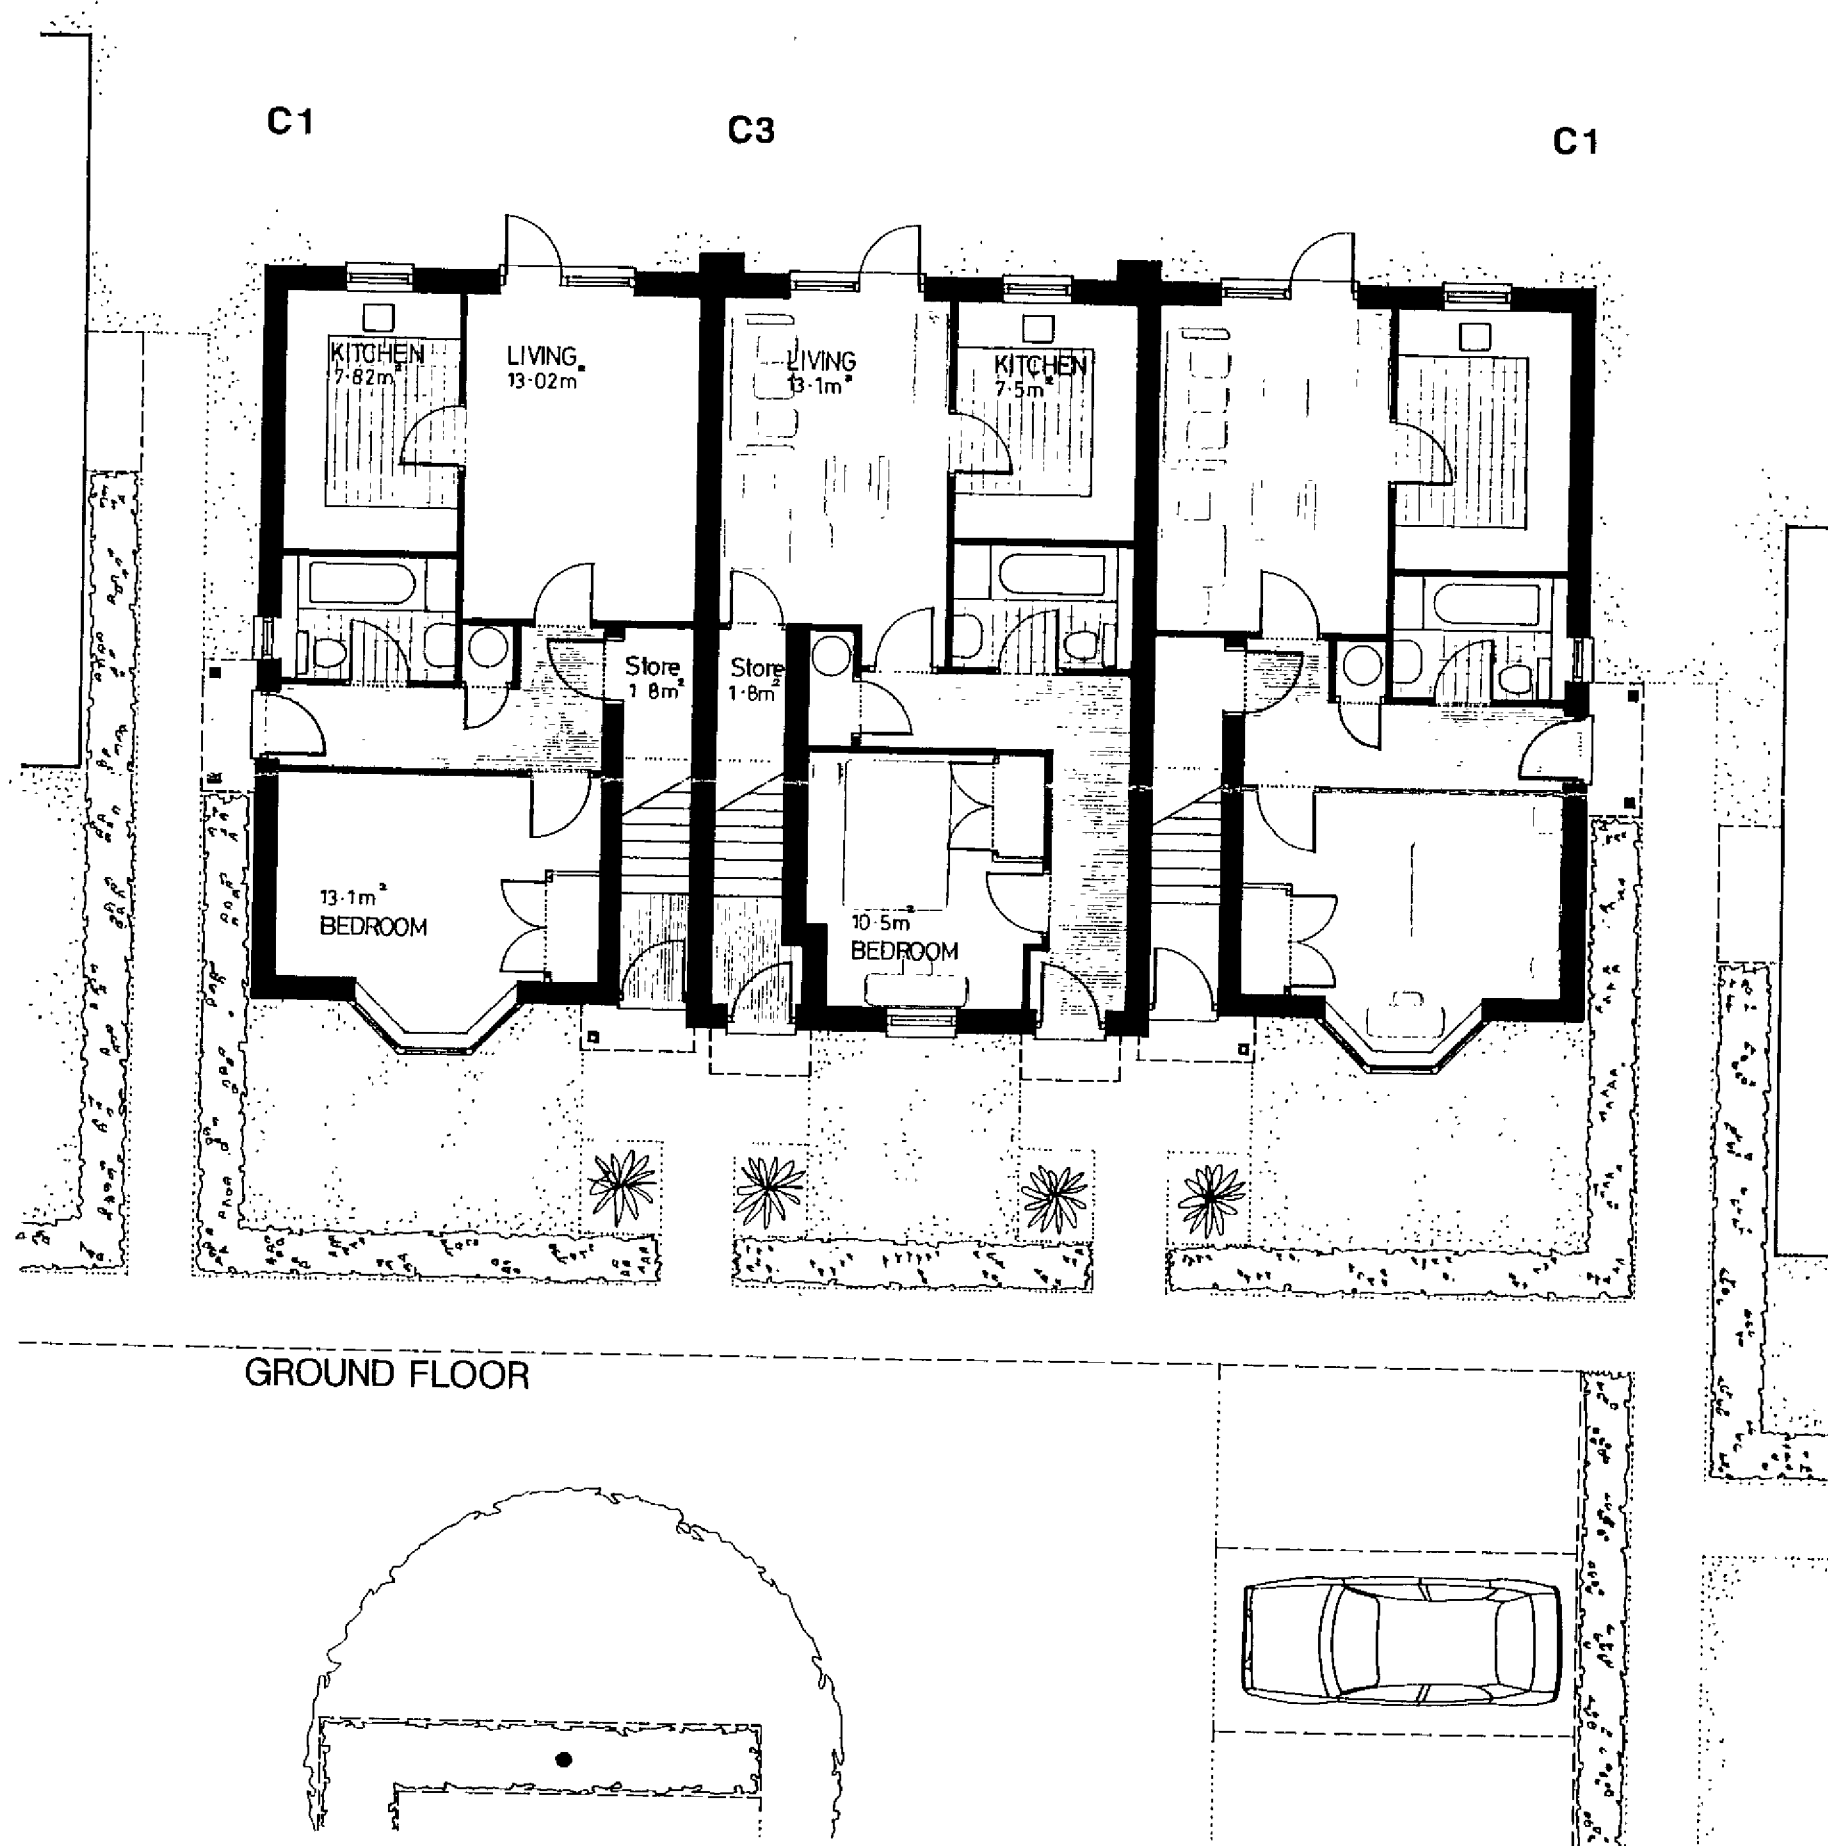 C1
C3
C1
KITCHEN
7·82m²
LIVING
13·02m²
LIVING
13·1m²
KITCHEN
7·5m²
Store
1 8m²
Store
1·8m²
13·1m²
BEDROOM
10 5m²
BEDROOM
GROUND FLOOR